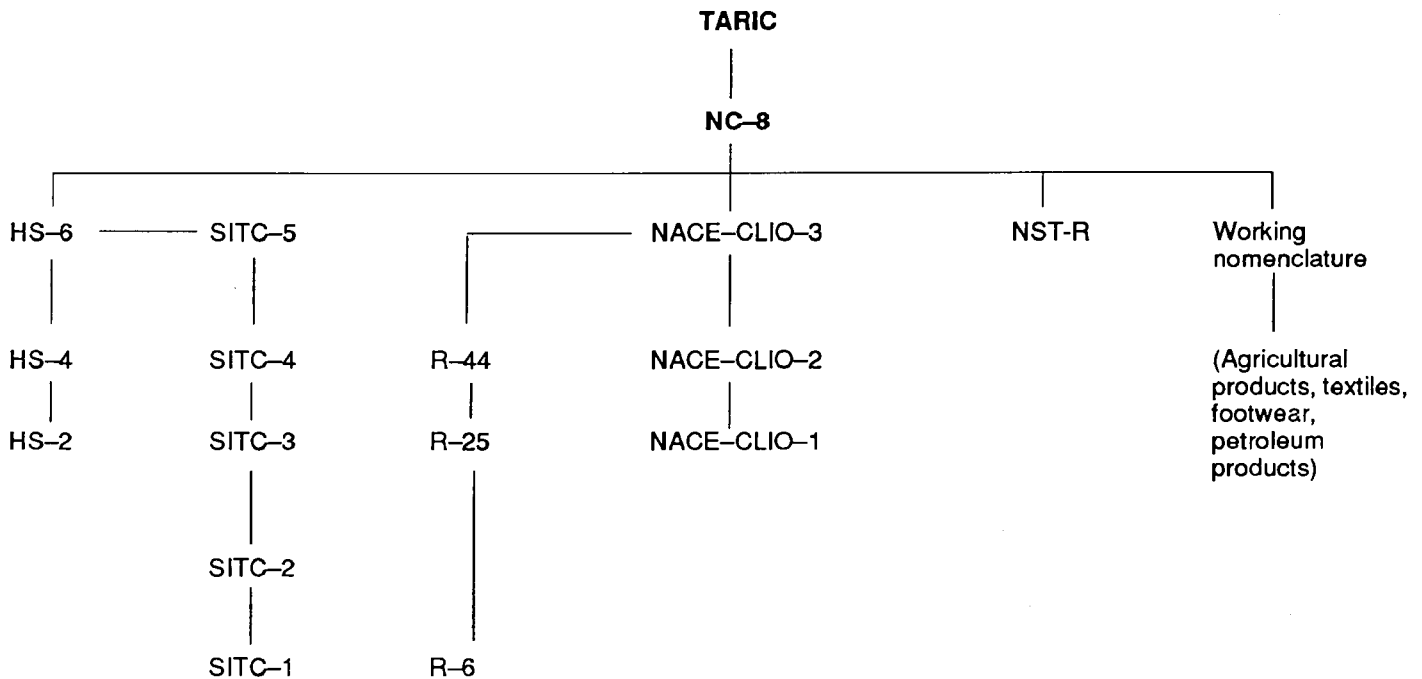 TARIC
NC–8
HS–6
SITC–5
NACE–CLIO–3
NST-R
Working
nomenclature
HS–4
SITC–4
R–44
NACE–CLIO–2
(Agricultural
products, textiles,
footwear,
petroleum
products)
HS–2
SITC–3
R–25
NACE–CLIO–1
SITC–2
SITC–1
R–6